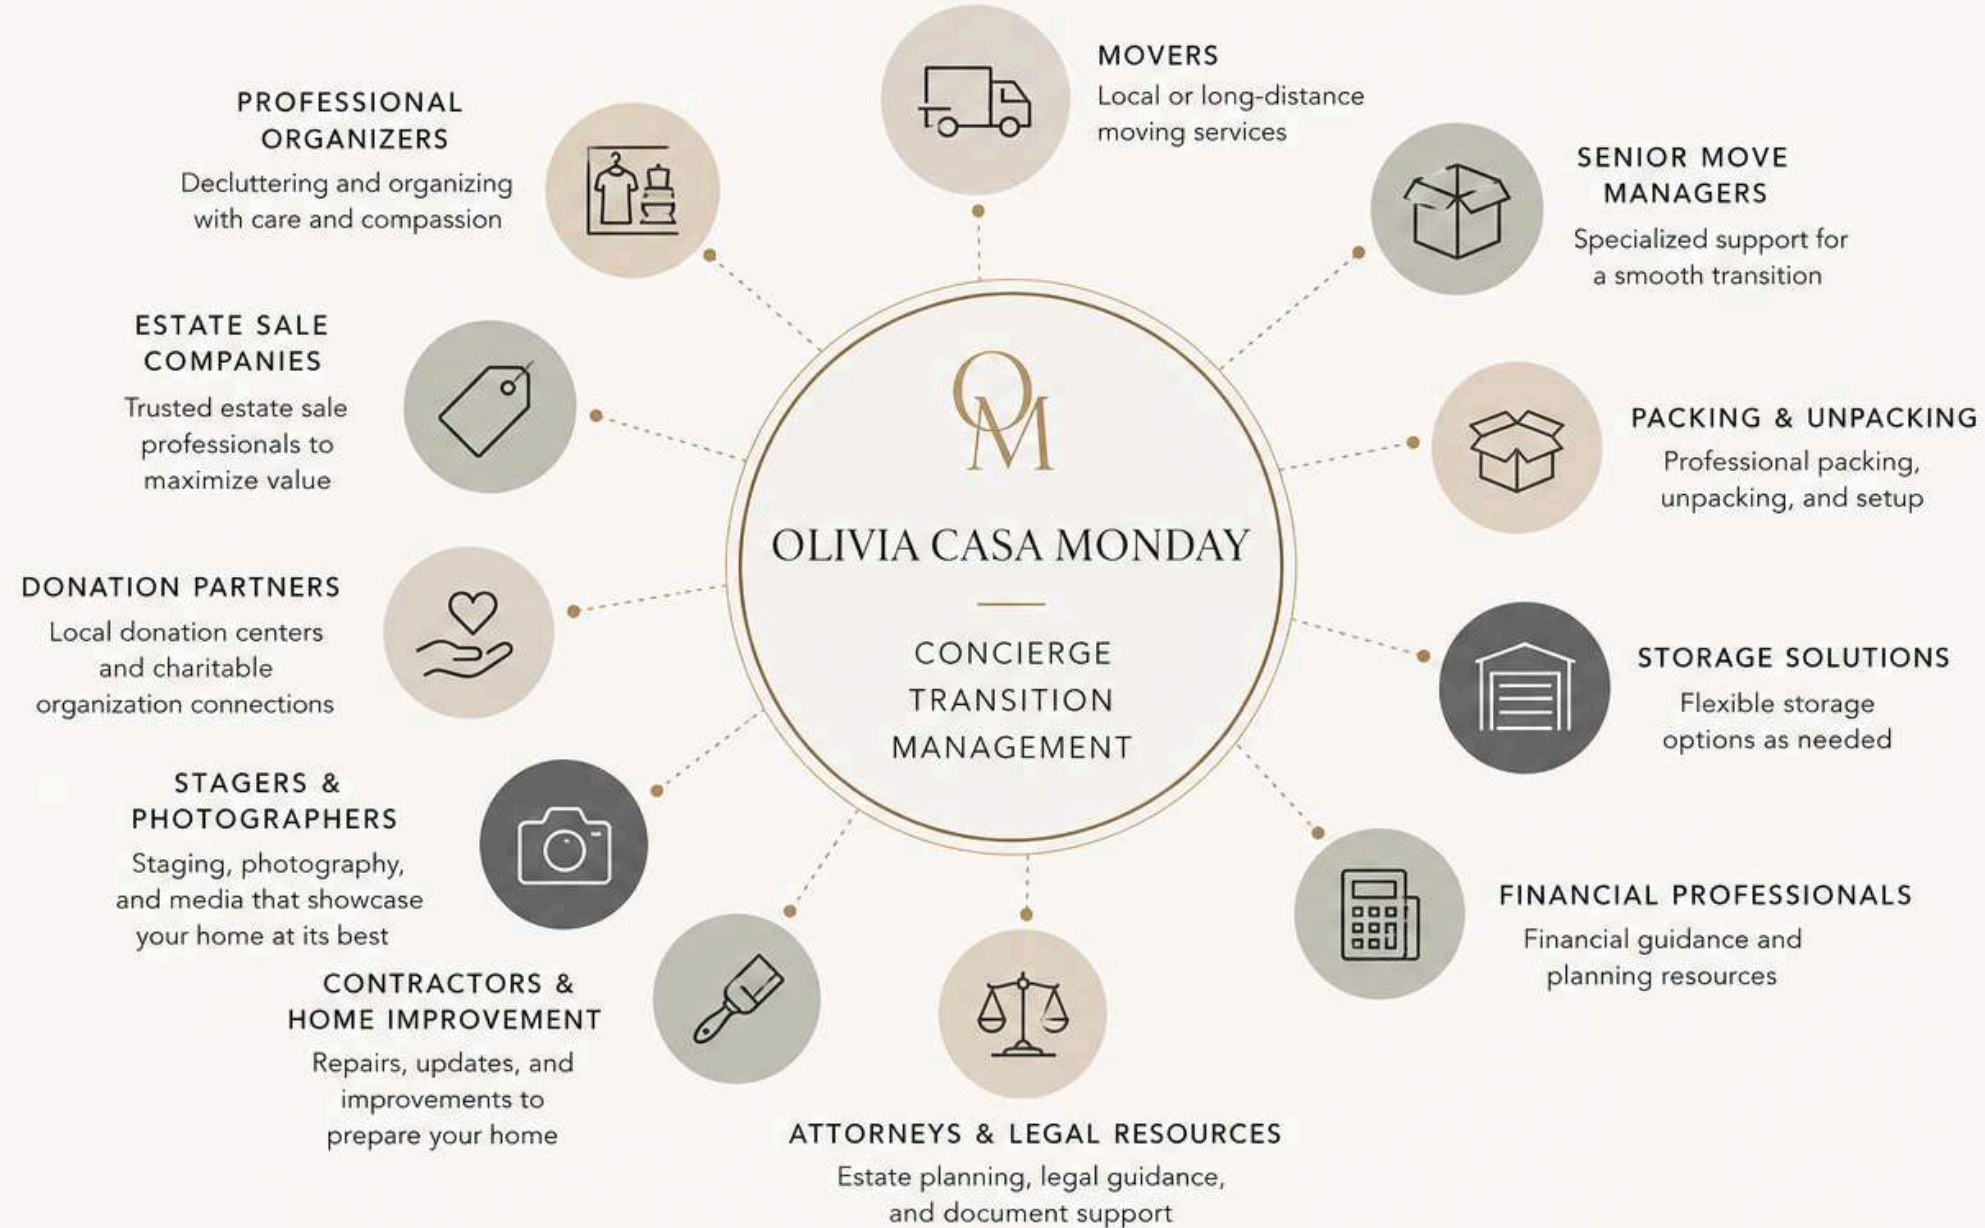 MOVERS
Local or long-distance
moving services
SENIOR MOVE
MANAGERS
Specialized support for
a smooth transition
PACKING & UNPACKING
Professional packing,
unpacking, and setup
STORAGE SOLUTIONS
Flexible storage
options as needed
FINANCIAL PROFESSIONALS
Financial guidance and
planning resources
ATTORNEYS & LEGAL RESOURCES
Estate planning, legal guidance,
and document support
CONTRACTORS &
HOME IMPROVEMENT
Repairs, updates, and
improvements to
prepare your home
STAGERS &
PHOTOGRAPHERS
Staging, photography,
and media that showcase
your home at its best
DONATION PARTNERS
Local donation centers
and charitable
organization connections
ESTATE SALE
COMPANIES
Trusted estate sale
professionals to
maximize value
PROFESSIONAL
ORGANIZERS
Decluttering and organizing
with care and compassion
OM
OLIVIA CASA MONDAY
CONCIERGE
TRANSITION
MANAGEMENT